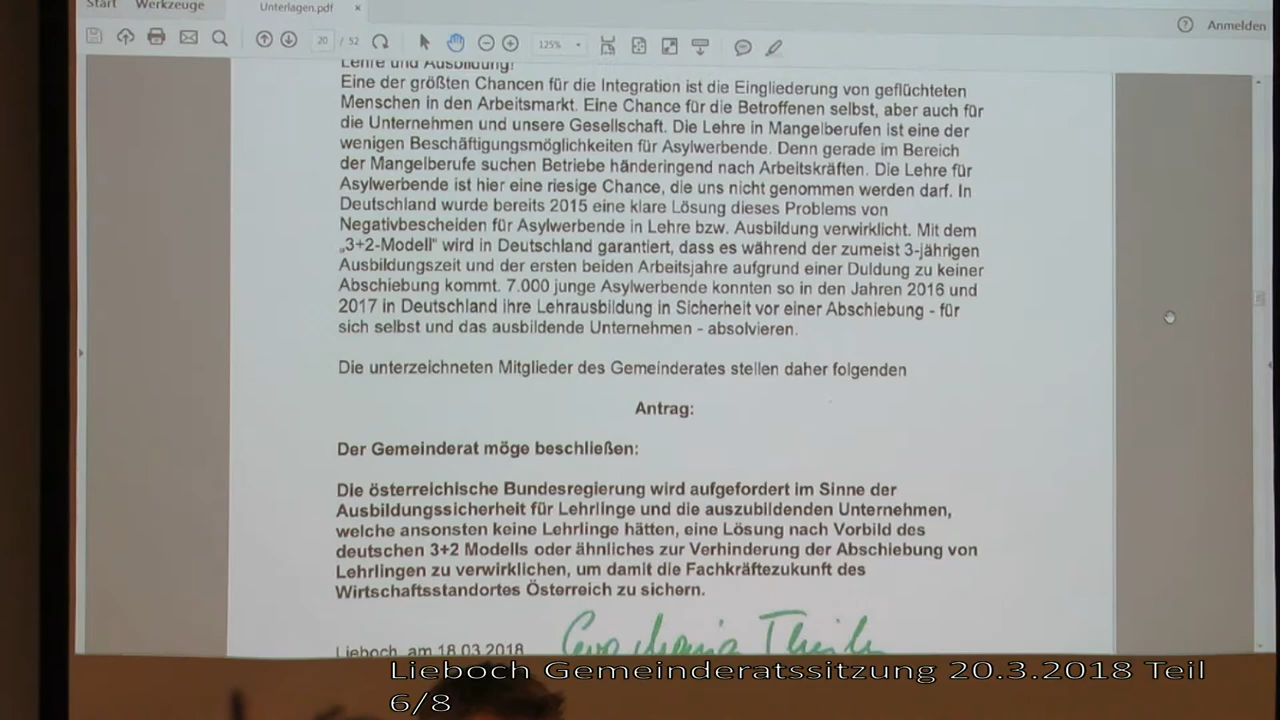 Start Werkzeuge Unterlagen.pdf ×
20 / 52 125% Anmelden
Lehre und Ausbildung!
Eine der größten Chancen für die Integration ist die Eingliederung von geflüchteten
Menschen in den Arbeitsmarkt. Eine Chance für die Betroffenen selbst, aber auch für
die Unternehmen und unsere Gesellschaft. Die Lehre in Mangelberufen ist eine der
wenigen Beschäftigungsmöglichkeiten für Asylwerbende. Denn gerade im Bereich
der Mangelberufe suchen Betriebe händeringend nach Arbeitskräften. Die Lehre für
Asylwerbende ist hier eine riesige Chance, die uns nicht genommen werden darf. In
Deutschland wurde bereits 2015 eine klare Lösung dieses Problems von
Negativbescheiden für Asylwerbende in Lehre bzw. Ausbildung verwirklicht. Mit dem
„3+2-Modell" wird in Deutschland garantiert, dass es während der zumeist 3-jährigen
Ausbildungszeit und der ersten beiden Arbeitsjahre aufgrund einer Duldung zu keiner
Abschiebung kommt. 7.000 junge Asylwerbende konnten so in den Jahren 2016 und
2017 in Deutschland ihre Lehrausbildung in Sicherheit vor einer Abschiebung - für
sich selbst und das ausbildende Unternehmen - absolvieren.
Die unterzeichneten Mitglieder des Gemeinderates stellen daher folgenden
Antrag:
Der Gemeinderat möge beschließen:
Die österreichische Bundesregierung wird aufgefordert im Sinne der
Ausbildungssicherheit für Lehrlinge und die auszubildenden Unternehmen,
welche ansonsten keine Lehrlinge hätten, eine Lösung nach Vorbild des
deutschen 3+2 Modells oder ähnliches zur Verhinderung der Abschiebung von
Lehrlingen zu verwirklichen, um damit die Fachkräftezukunft des
Wirtschaftsstandortes Österreich zu sichern.
Lieboch, am 18.03.2018
Lieboch Gemeinderatssitzung 20.3.2018 Teil
6/8